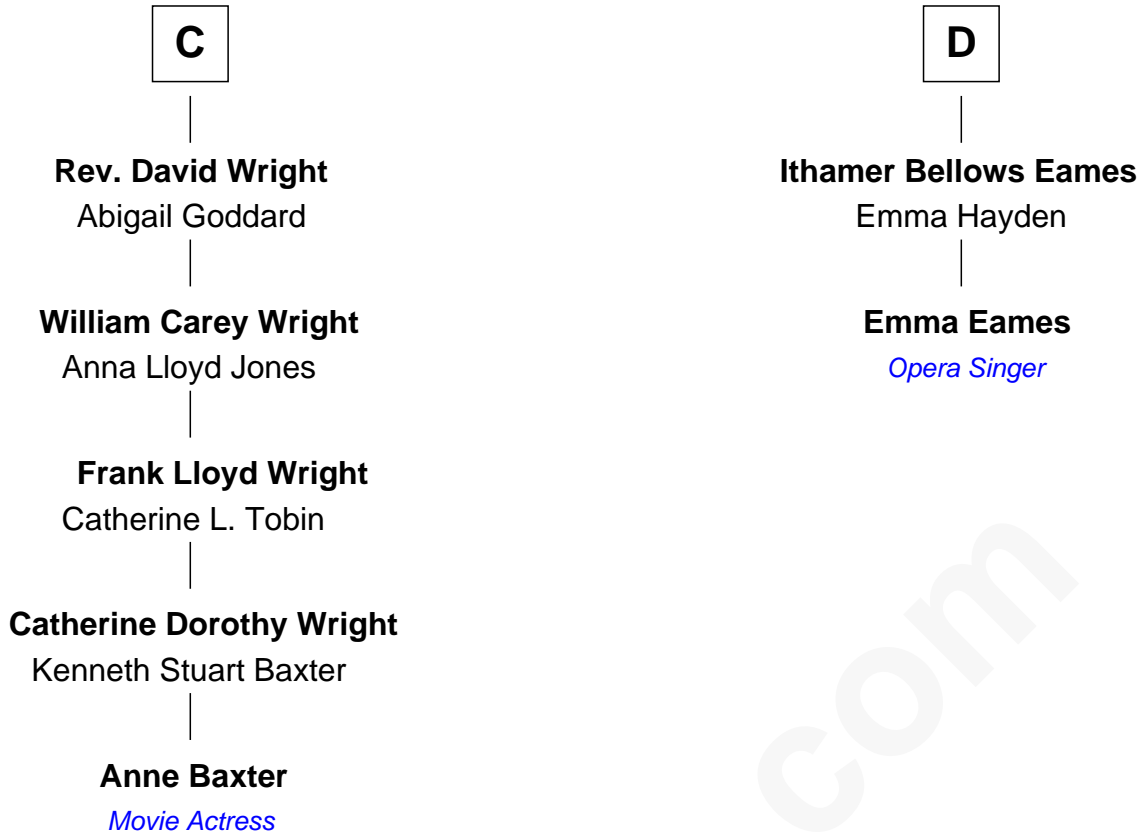 C
Rev. David Wright
Abigail Goddard
William Carey Wright
Anna Lloyd Jones
Frank Lloyd Wright
Catherine L. Tobin
Catherine Dorothy Wright
Kenneth Stuart Baxter
Anne Baxter
Movie Actress
D
Ithamer Bellows Eames
Emma Hayden
Emma Eames
Opera Singer
com